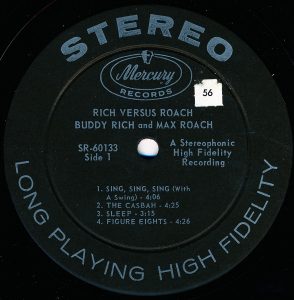 STEREO
Mercury
RECORDS
56
RICH VERSUS ROACH
BUDDY RICH and MAX ROACH
SR-60133
Side 1
A Stereophonic
High Fidelity
Recording
1. SING, SING, SING (With
A Swing) - 4:06
2. THE CASBAH - 4:25
3. SLEEP - 3:15
4. FIGURE EIGHTS - 4:26
LONG PLAYING HIGH FIDELITY